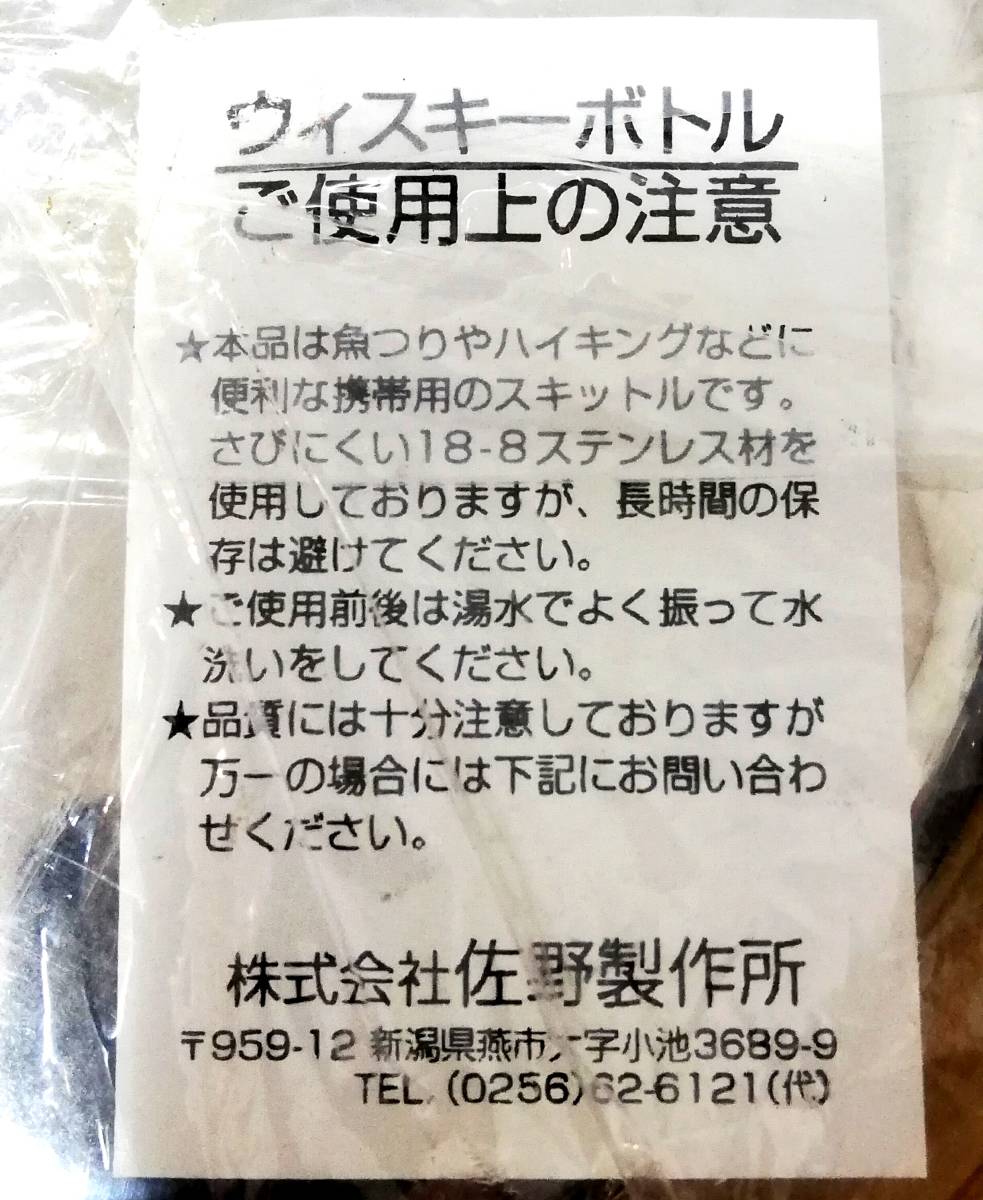 ウィスキーボトル
ご使用上の注意
★本品は魚つりやハイキングなどに
便利な携帯用のスキットルです。
さびにくい18-8ステンレス材を
使用しておりますが、長時間の保
存は避けてください。
★ご使用前後は湯水でよく振って水
洗いをしてください。
★品質には十分注意しておりますが
万一の場合には下記にお問い合わ
せください。
株式会社佐野製作所
〒959-12 新潟県燕市大字小池3689-9
TEL.(0256)62-6121(代)